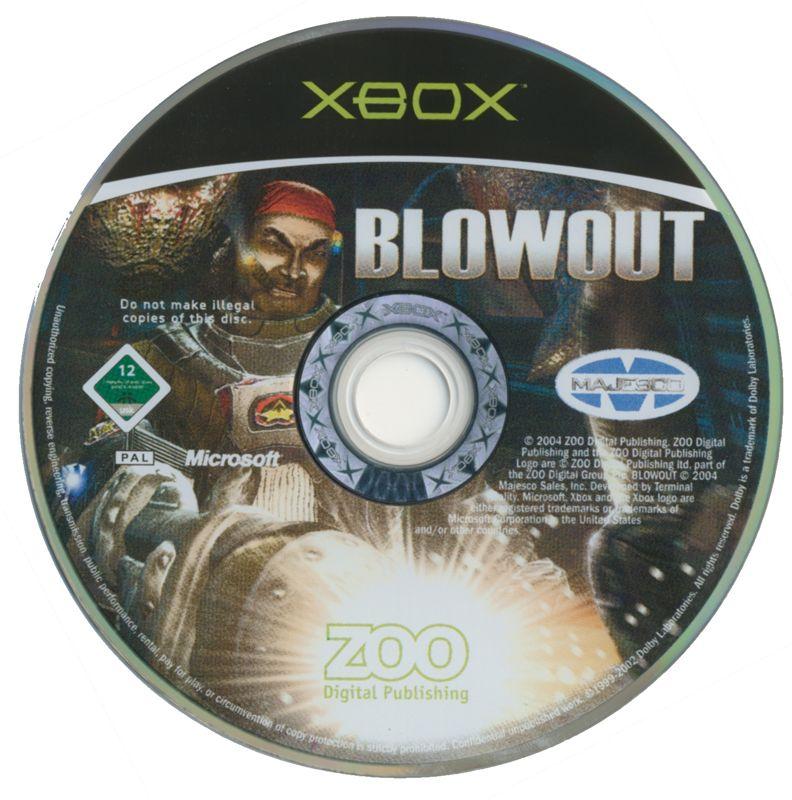 XBOX™
BLOWOUT
Do not make illegal
copies of this disc.
XBOX
12
usk
MAJESCO
PAL
Microsoft
© 2004 ZOO Digital Publishing. ZOO Digital
Publishing and the ZOO Digital Publishing
Logo are © ZOO Digital Publishing ltd, part of
the ZOO Digital Group plc. BLOWOUT © 2004
Majesco Sales, Inc. Developed by Terminal
Reality. Microsoft, Xbox and the Xbox logo are
either registered trademarks or trademarks of
Microsoft Corporation in the United States
and/or other countries.
ZOO
Digital Publishing
Unauthorized copying, reverse engineering, transmission, public performance, rental, pay for play, or circumvention of copy protection is strictly prohibited. Confidential unpublished work. ©1999-2002 Dolby Laboratories. All rights reserved. Dolby is a trademark of Dolby Laboratories.